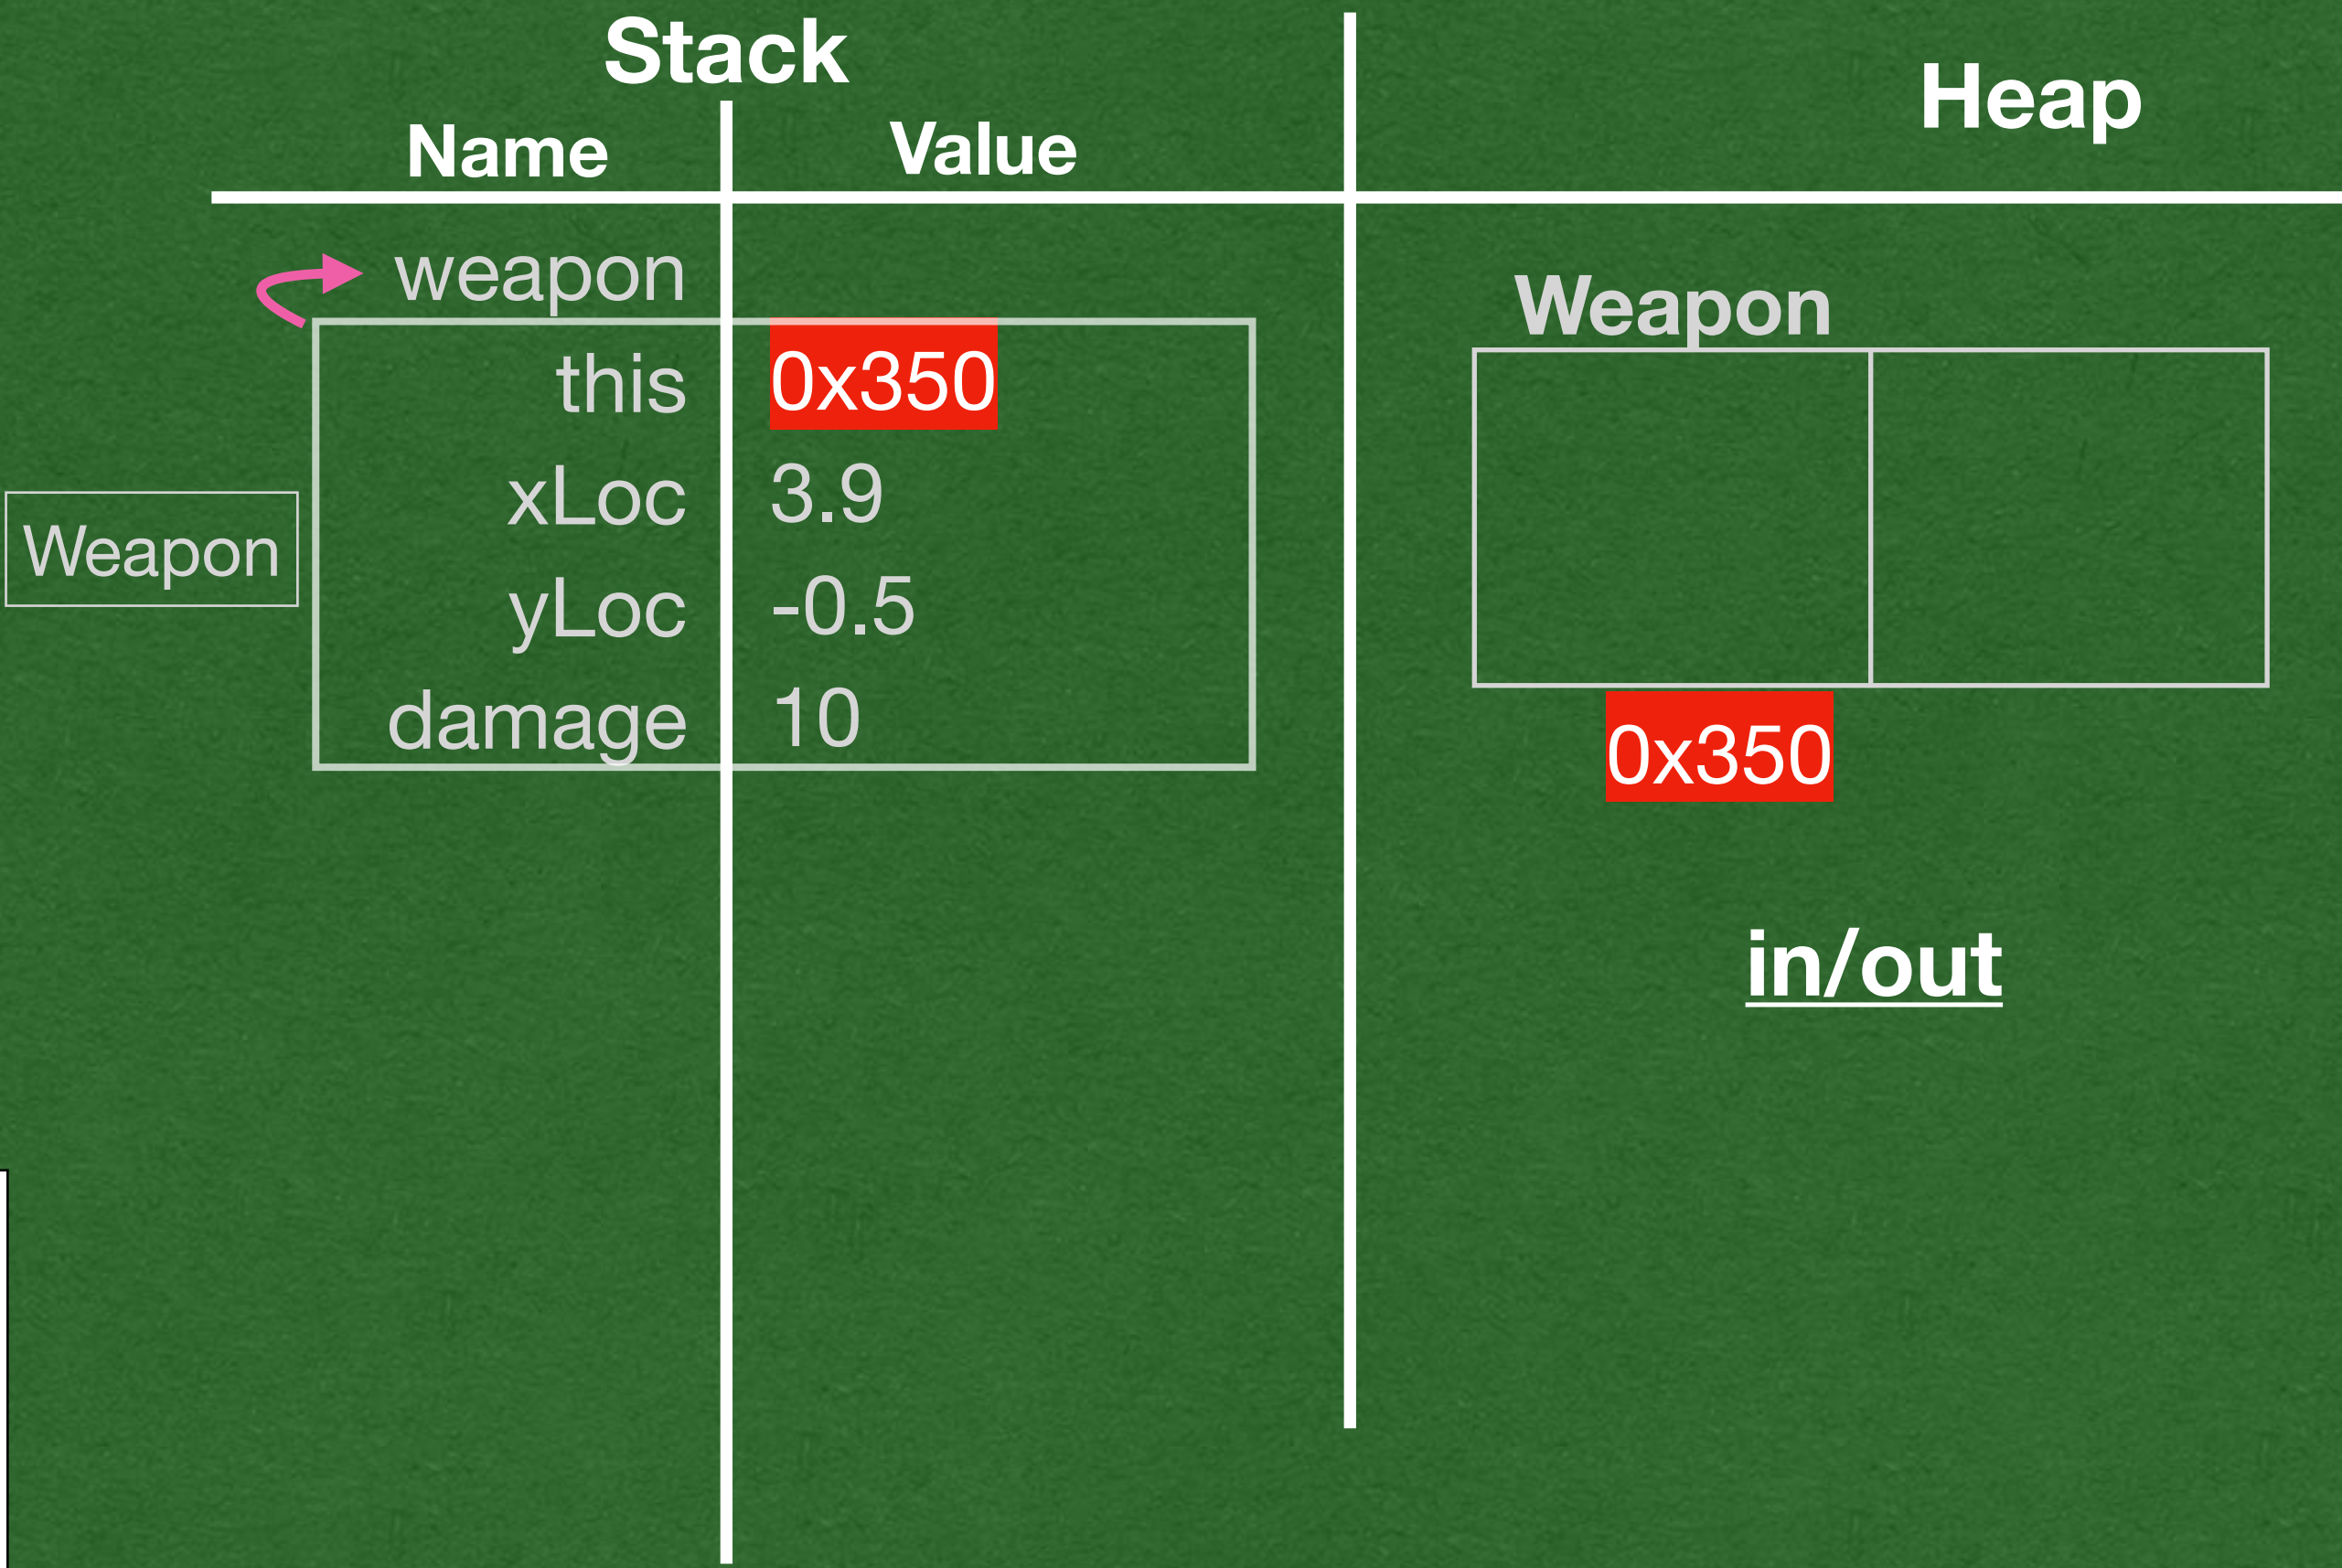 Stack
Heap
Name Value
weapon
this 0x350
xLoc 3.9
yLoc -0.5
damage 10
Weapon
Weapon
0x350
in/out